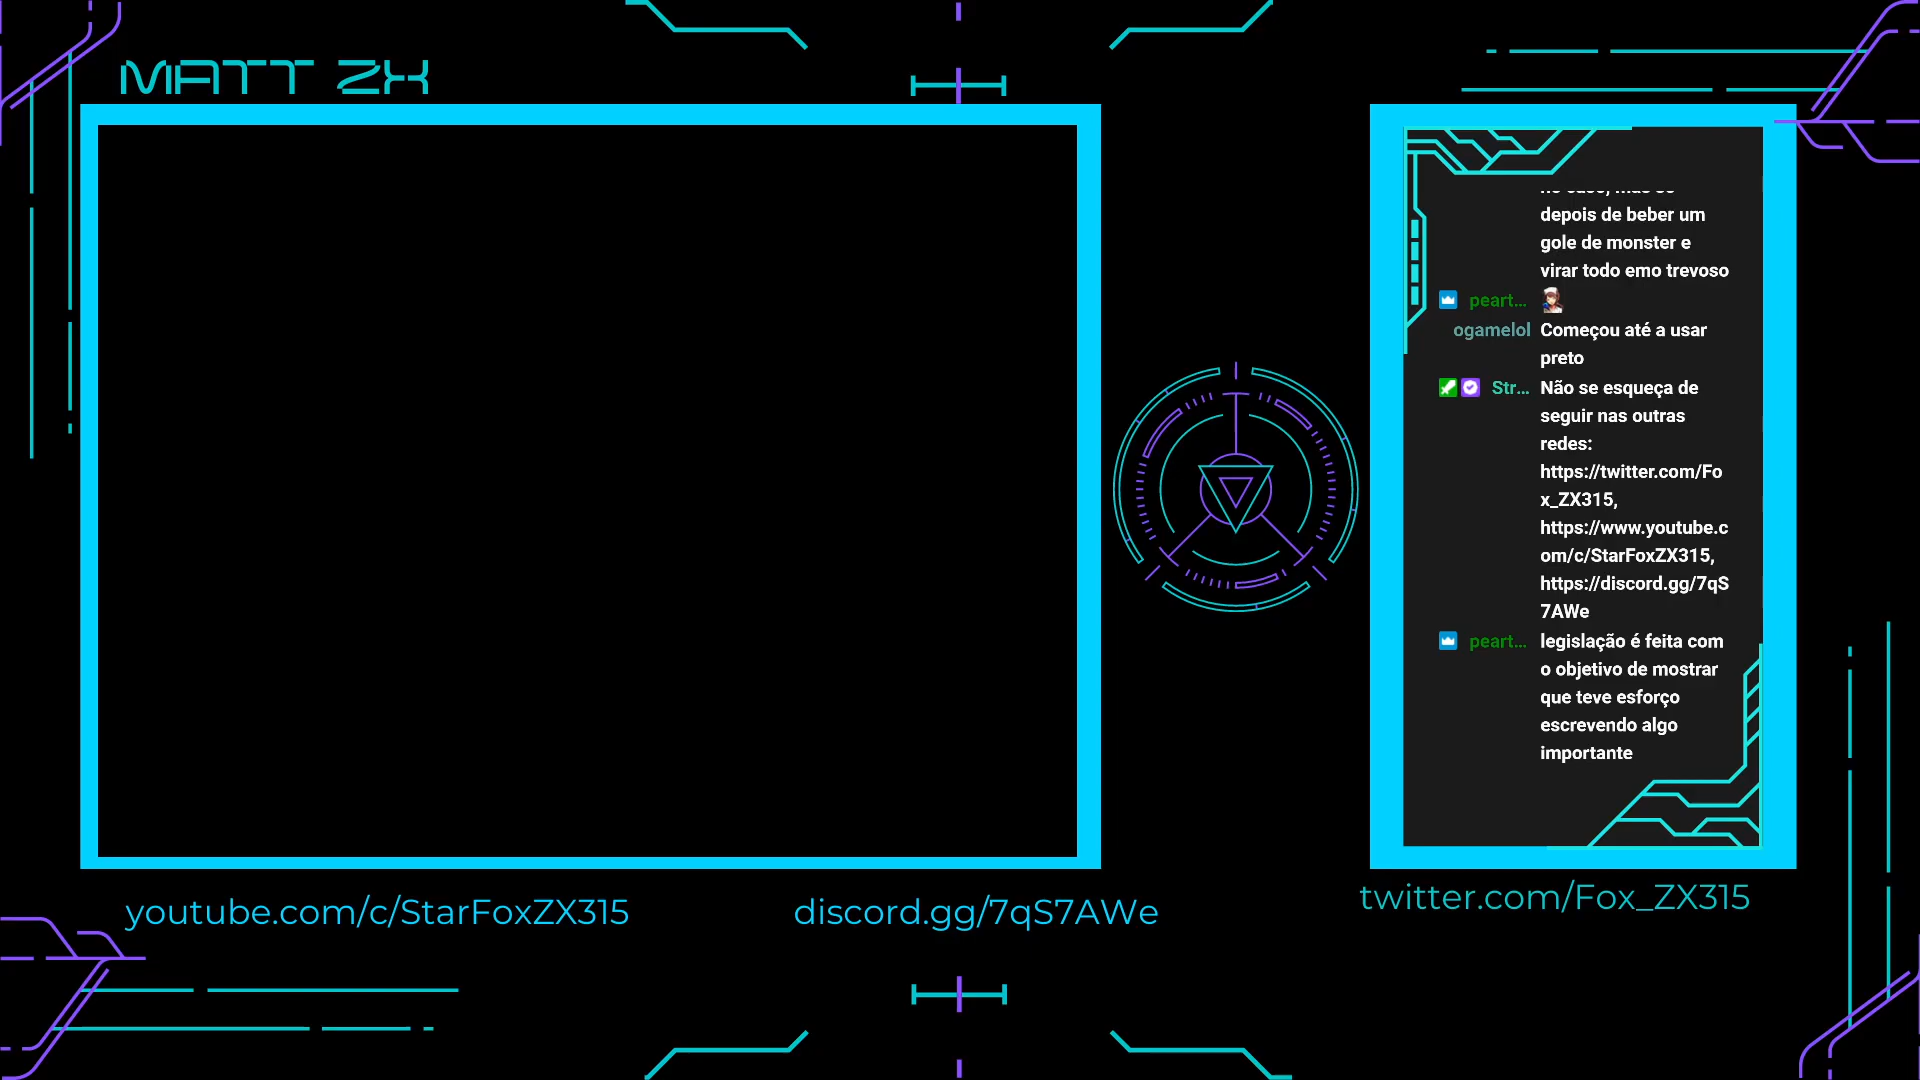 MATT ZX
depois de beber um
gole de monster e
virar todo emo trevoso
peart...
ogamelol Começou até a usar
preto
Str... Não se esqueça de
seguir nas outras
redes:
https://twitter.com/Fo
x_ZX315,
https://www.youtube.c
om/c/StarFoxZX315,
https://discord.gg/7qS
7AWe
peart... legislação é feita com
o objetivo de mostrar
que teve esforço
escrevendo algo
importante
youtube.com/c/StarFoxZX315
discord.gg/7qS7AWe
twitter.com/Fox_ZX315